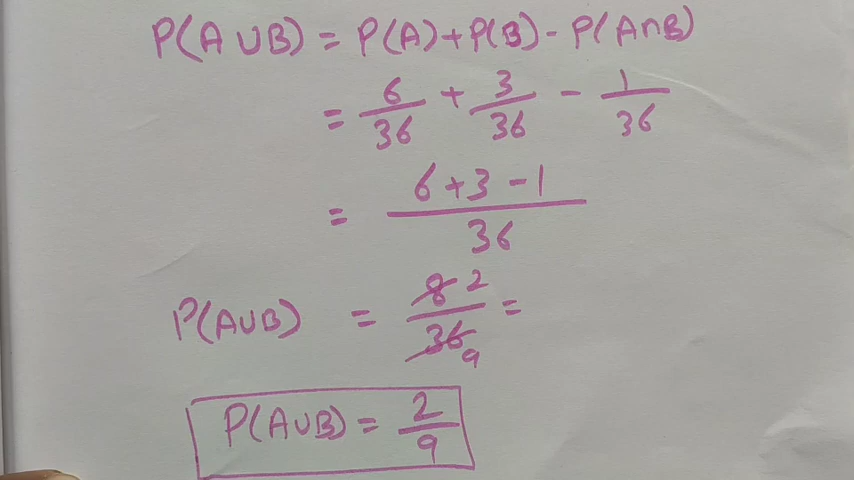 P(A∪B) = P(A)+P(B) - P(A∩B)
= 6/36 + 3/36 - 1/36
= 6+3-1/36
P(A∪B) = 8 2/36 9 =
P(A∪B) = 2/9